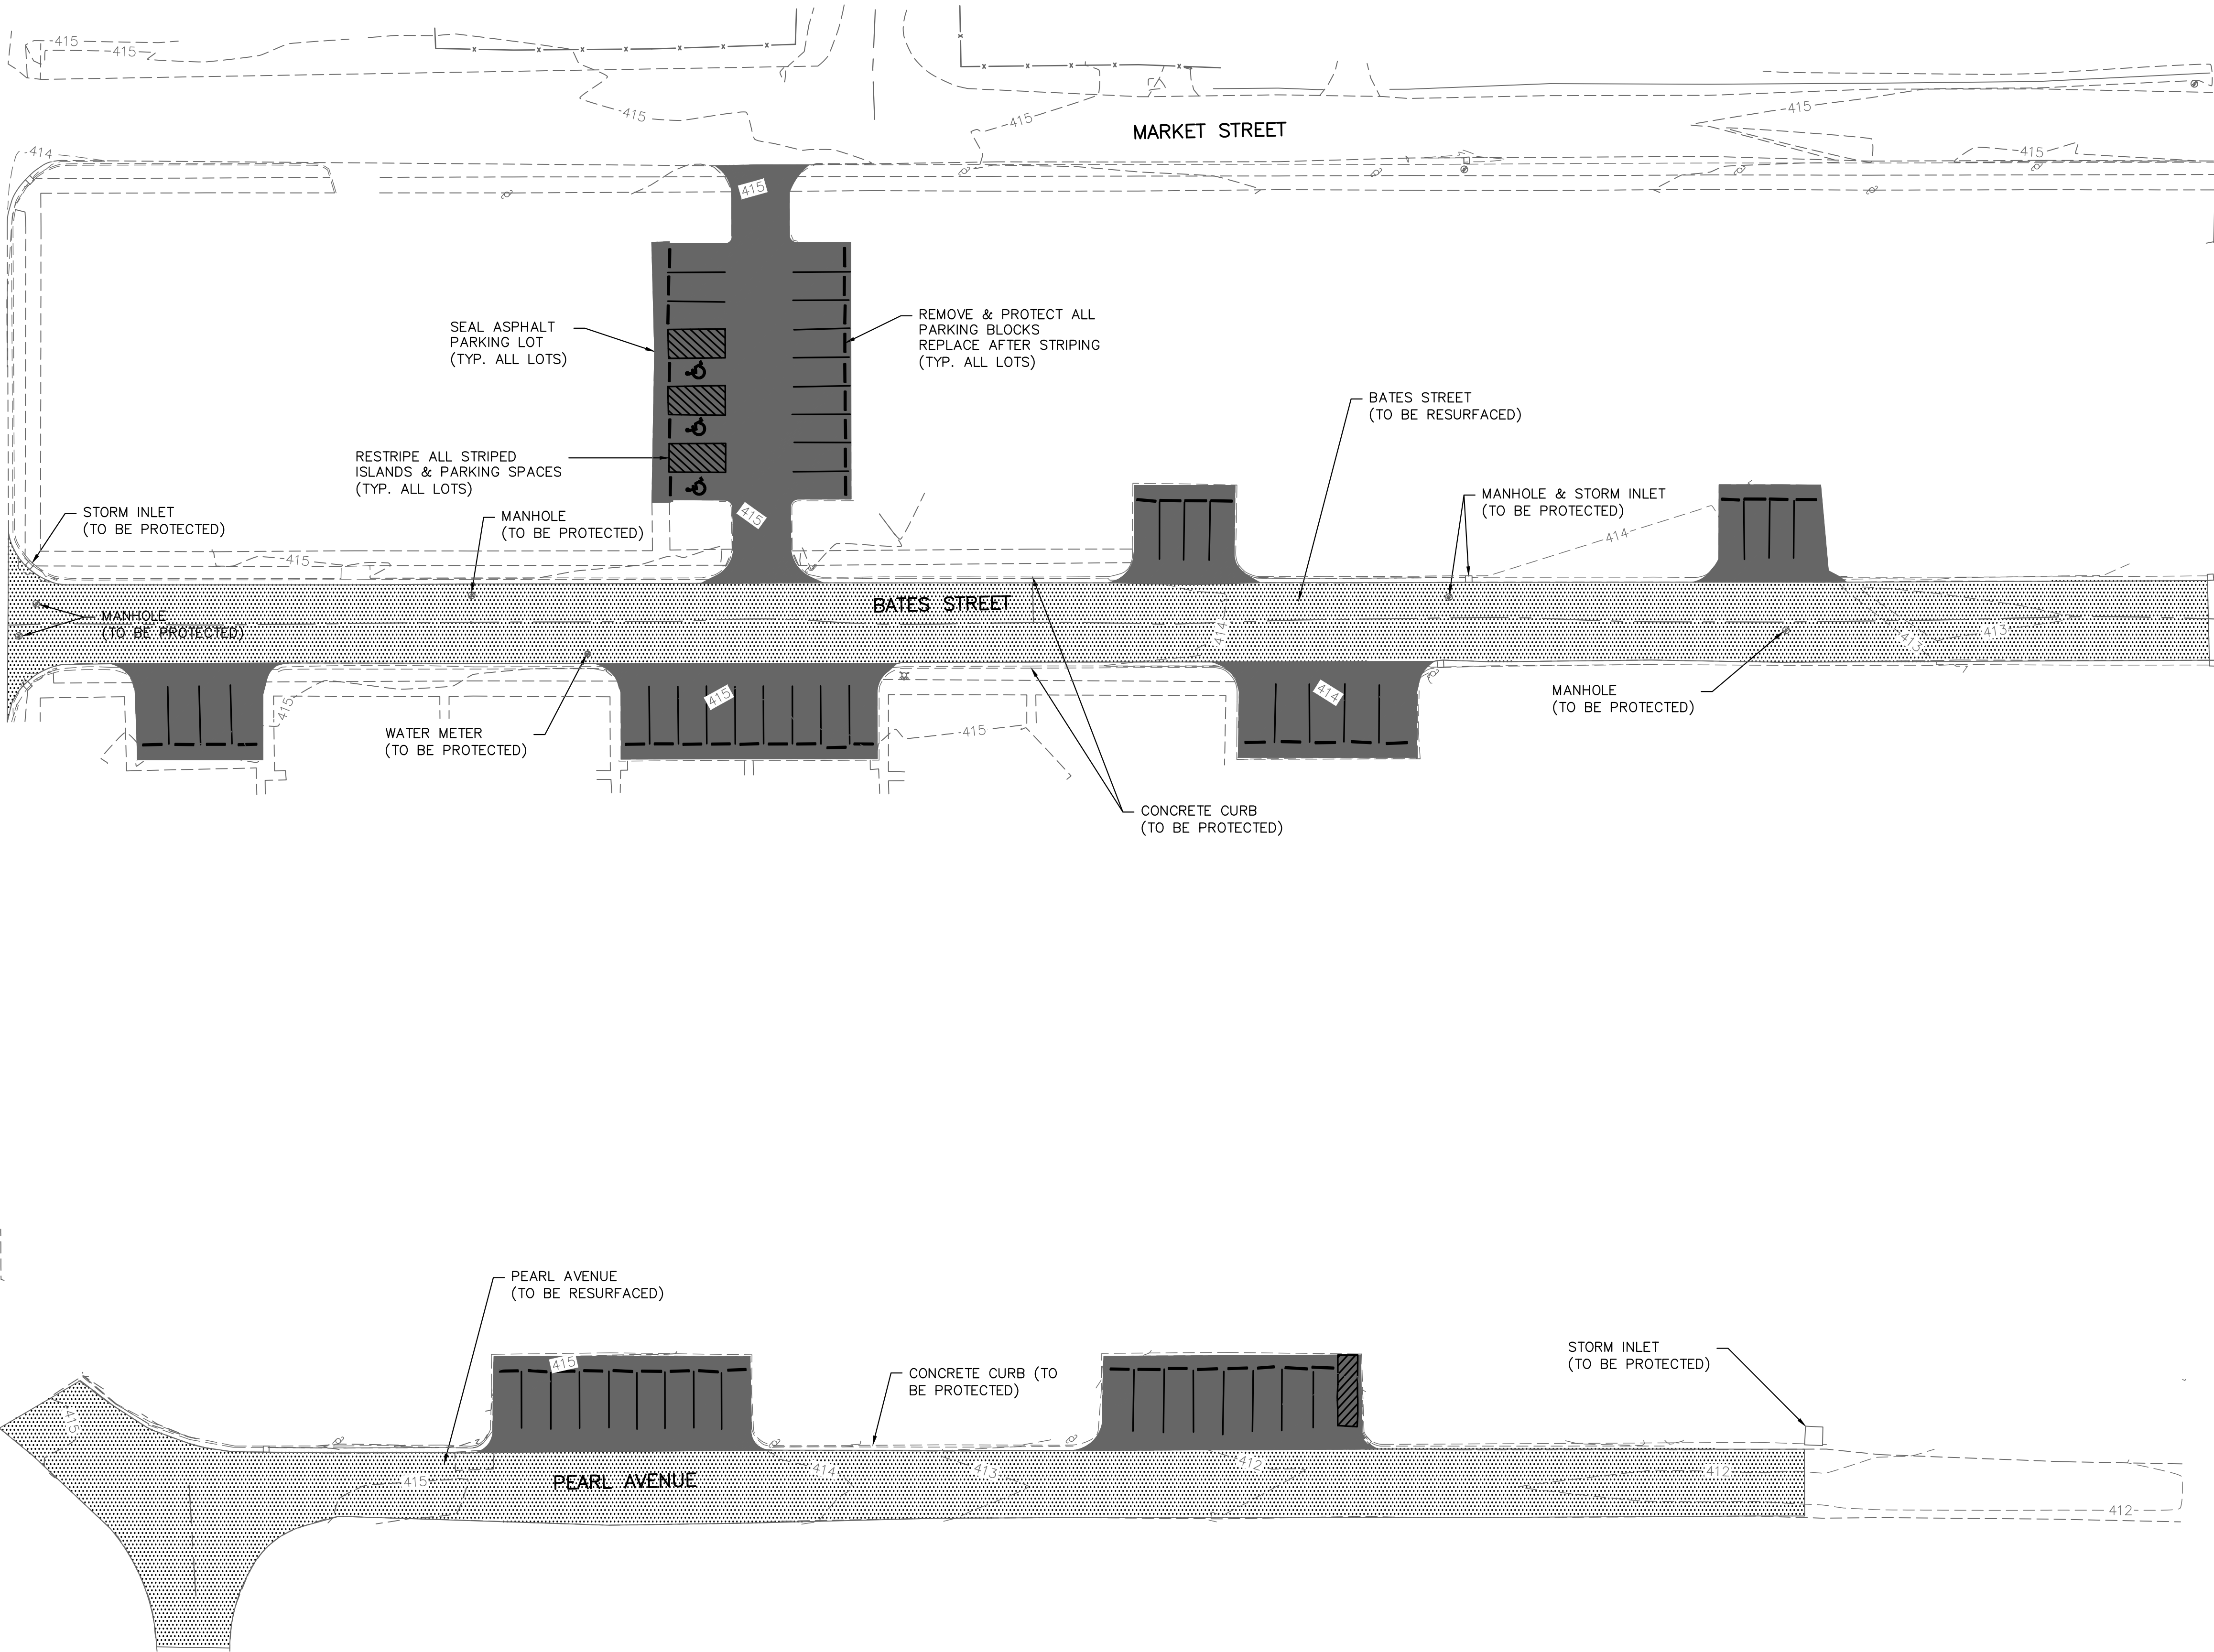 415
415
415
415
415
415
MARKET STREET
414
415
SEAL ASPHALT
PARKING LOT
(TYP. ALL LOTS)
REMOVE & PROTECT ALL
PARKING BLOCKS
REPLACE AFTER STRIPING
(TYP. ALL LOTS)
BATES STREET
(TO BE RESURFACED)
RESTRIPE ALL STRIPED
ISLANDS & PARKING SPACES
(TYP. ALL LOTS)
STORM INLET
(TO BE PROTECTED)
MANHOLE
(TO BE PROTECTED)
415
MANHOLE & STORM INLET
(TO BE PROTECTED)
414
415
BATES STREET
MANHOLE
(TO BE PROTECTED)
414
413
413
415
415
414
MANHOLE
(TO BE PROTECTED)
WATER METER
(TO BE PROTECTED)
415
CONCRETE CURB
(TO BE PROTECTED)
PEARL AVENUE
(TO BE RESURFACED)
STORM INLET
(TO BE PROTECTED)
415
CONCRETE CURB (TO
BE PROTECTED)
415
415
PEARL AVENUE
414
413
412
412
412